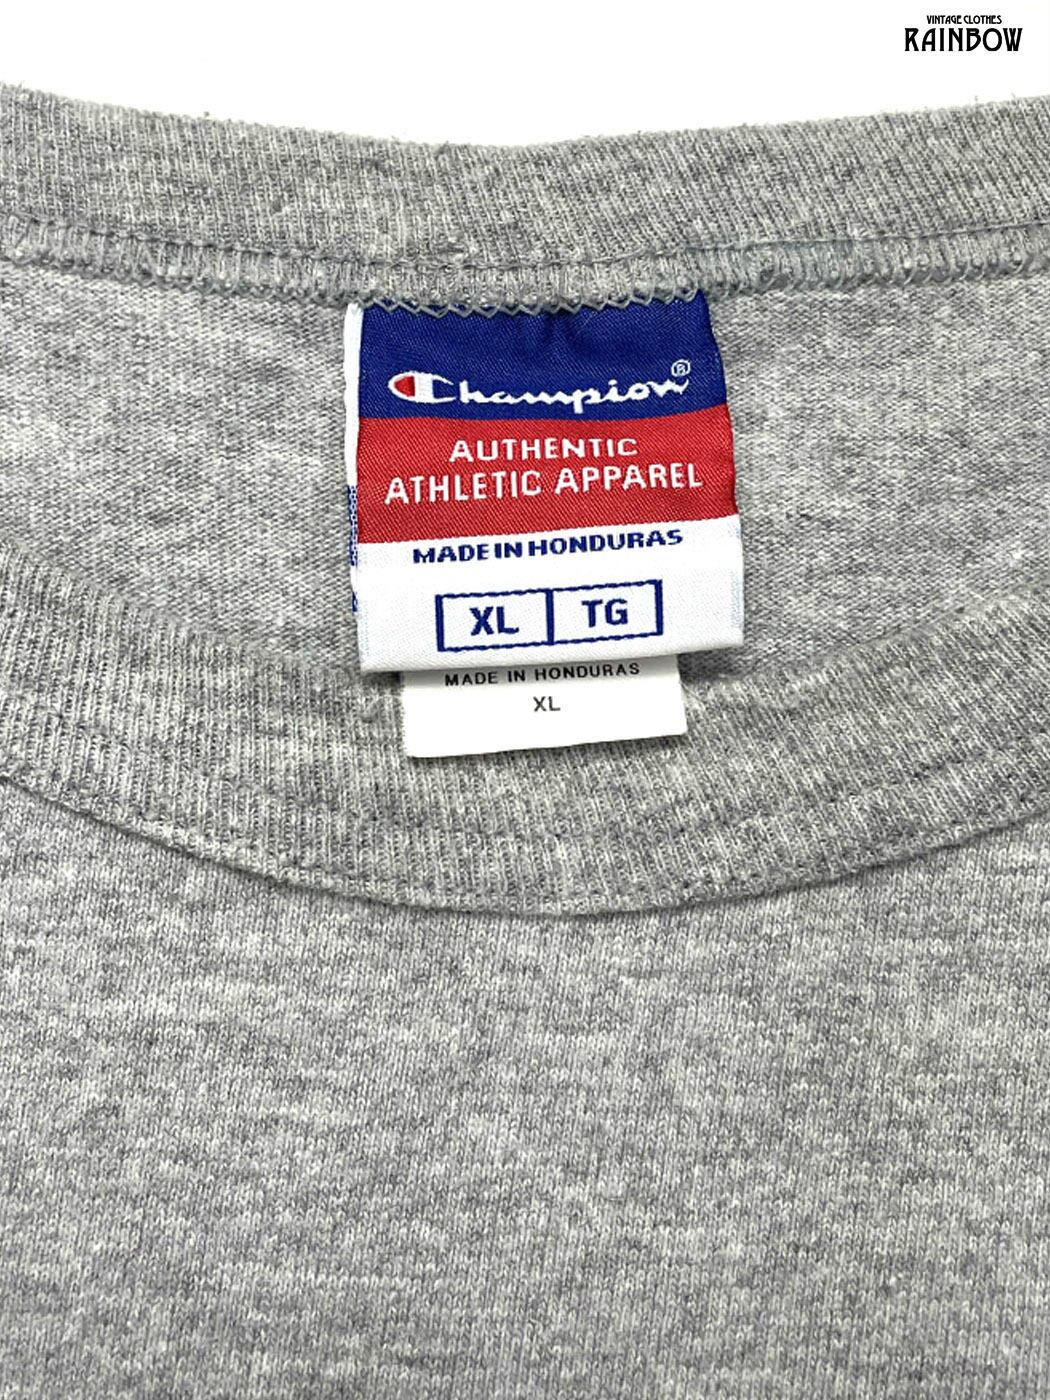 VINTAGE CLOTHES
RAINBOW
Champion®
AUTHENTIC
ATHLETIC APPAREL
MADE IN HONDURAS
XL TG
MADE IN HONDURAS
XL